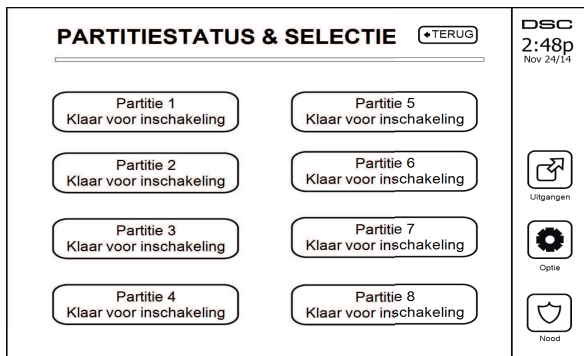 PARTITIESTATUS & SELECTIE
TERUG
DSC
2:48p
Nov 24/14
Partitie 1
Klaar voor inschakeling
Partitie 5
Klaar voor inschakeling
Partitie 2
Klaar voor inschakeling
Partitie 6
Klaar voor inschakeling
Partitie 3
Klaar voor inschakeling
Partitie 7
Klaar voor inschakeling
Partitie 4
Klaar voor inschakeling
Partitie 8
Klaar voor inschakeling
Uitgangen
Optie
Nood